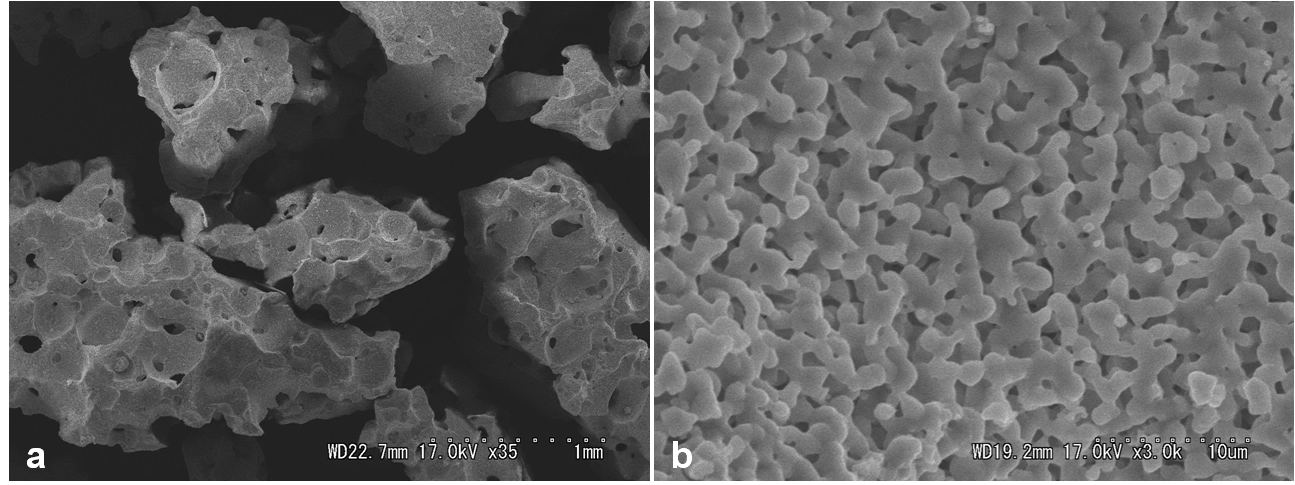 a
WD22.7mm 17.0kV x35 1mm
b
WD19.2mm 17.0kV x3.0k 10um